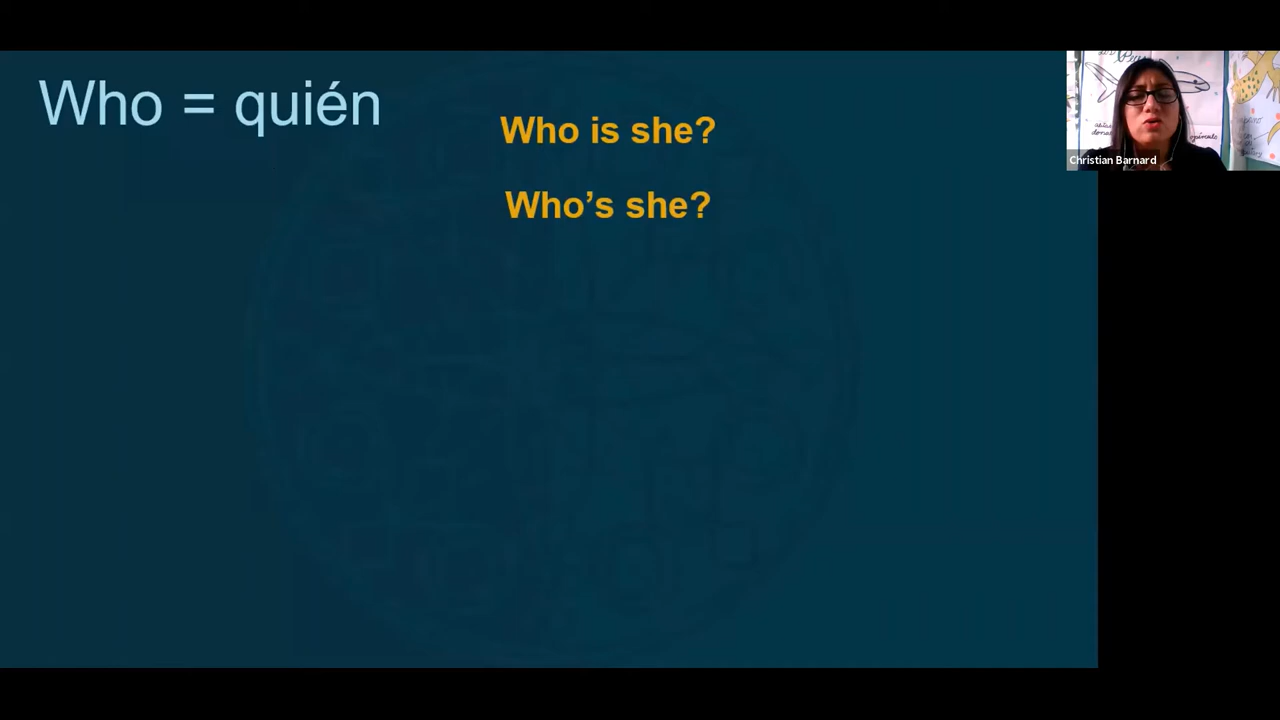 Who = quién
Who is she?
Who's she?
Christian Barnard